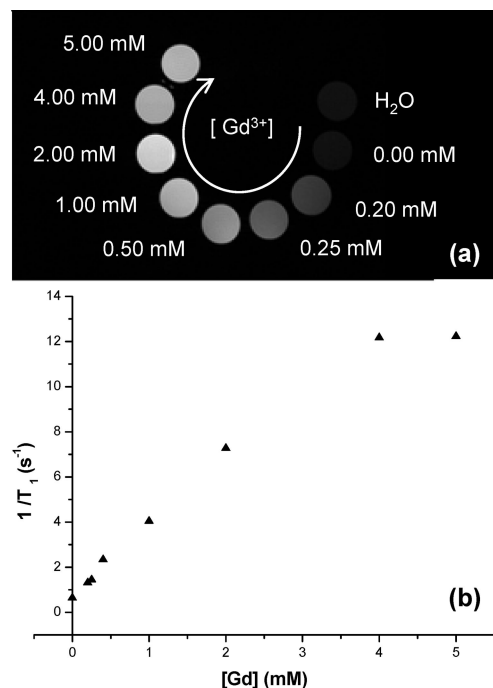 5.00 mM
4.00 mM
2.00 mM
1.00 mM
0.50 mM
0.25 mM
0.20 mM
0.00 mM
H₂O
[ Gd³⁺]
(a)
14
12
10
8
6
4
2
0
1/T₁ (s⁻¹)
0
1
2
3
4
5
[Gd] (mM)
(b)